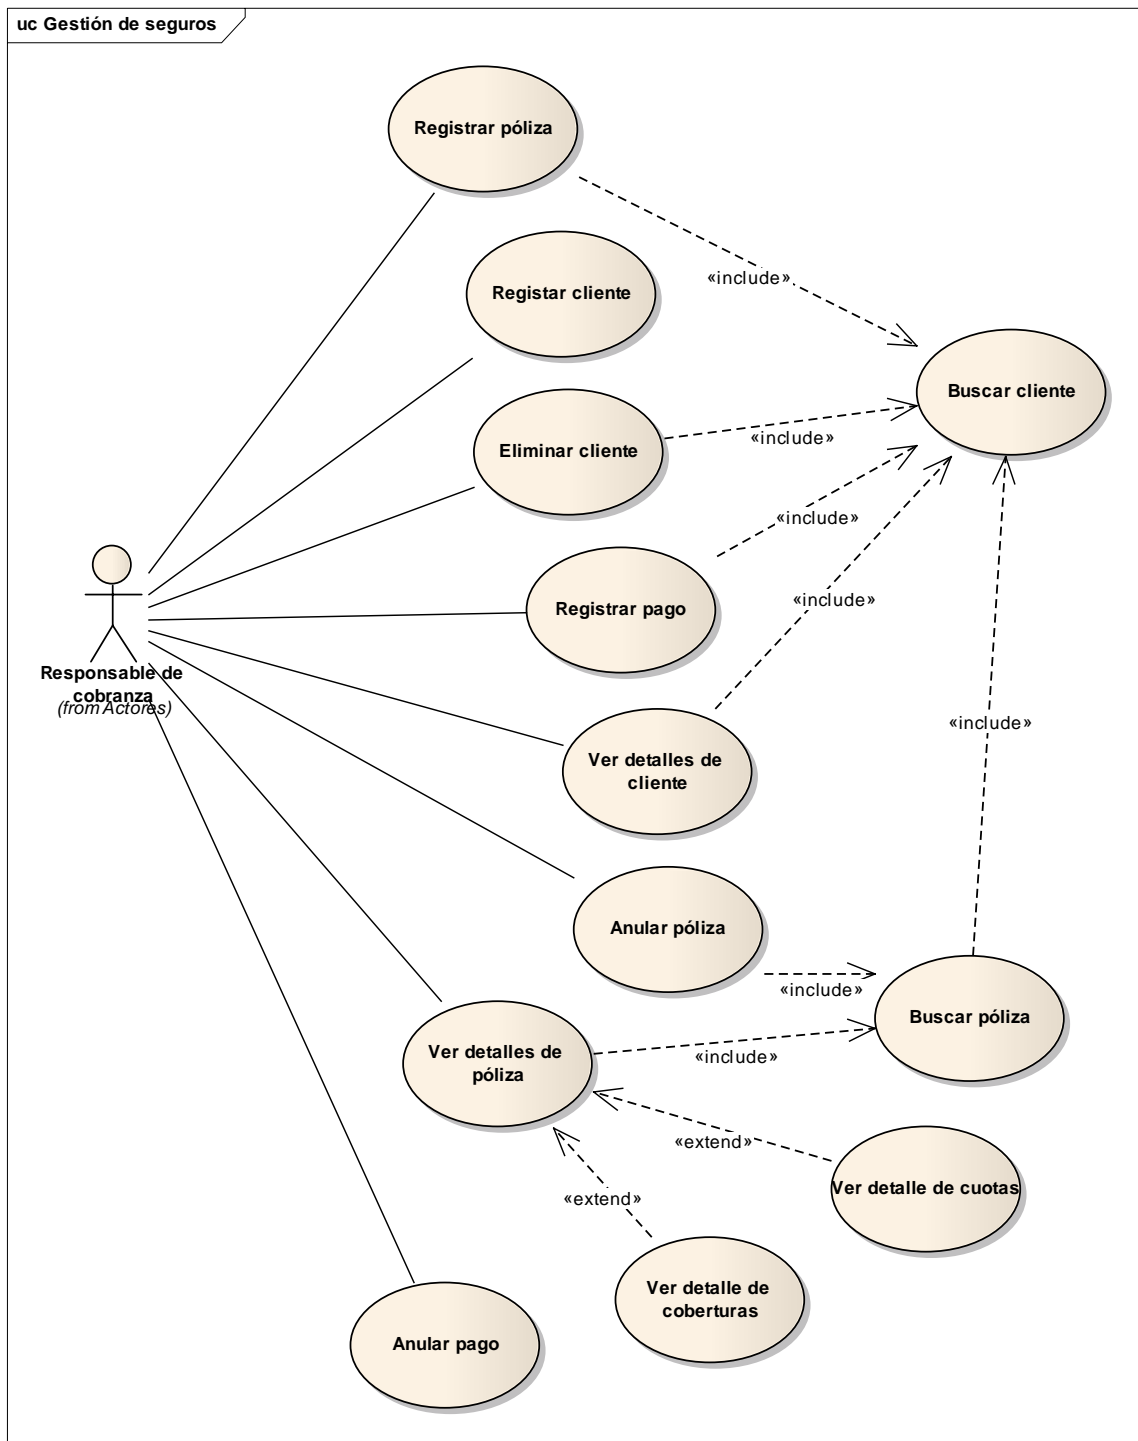 uc Gestión de seguros
Registrar póliza
«include»
Registar cliente
Buscar cliente
Eliminar cliente
«include»
«include»
Registrar pago
«include»
Responsable de
cobranza
(from Actores)
«include»
Ver detalles de
cliente
Anular póliza
«include»
Buscar póliza
Ver detalles de
póliza
«include»
«extend»
Ver detalle de cuotas
«extend»
Ver detalle de
coberturas
Anular pago